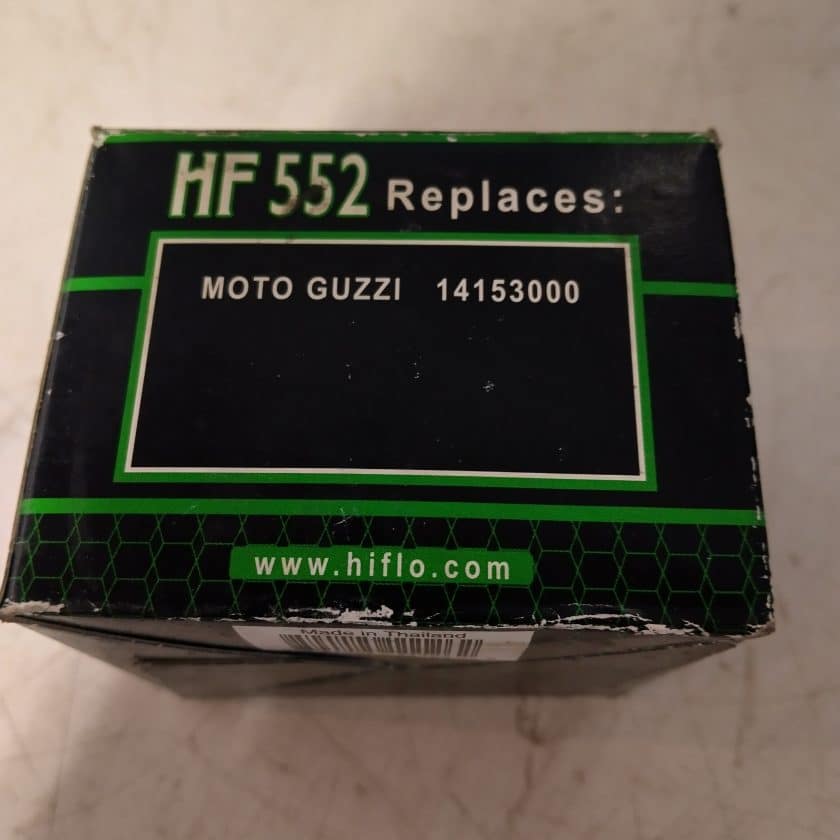 HF 552 Replaces:
MOTO GUZZI 14153000
www.hiflo.com
Made in Thailand